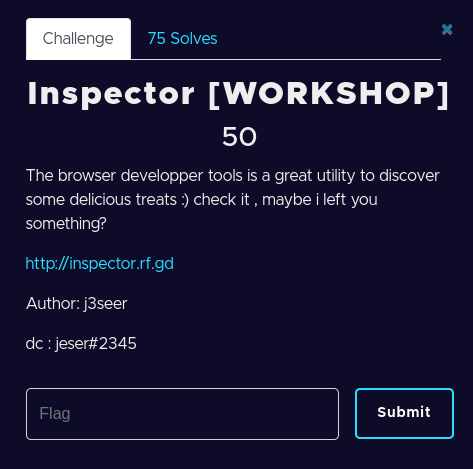 Challenge
75 Solves
✖
Inspector [WORKSHOP]
50
The browser developper tools is a great utility to discover
some delicious treats :) check it , maybe i left you
something?
http://inspector.rf.gd
Author: j3seer
dc : jeser#2345
Flag
Submit